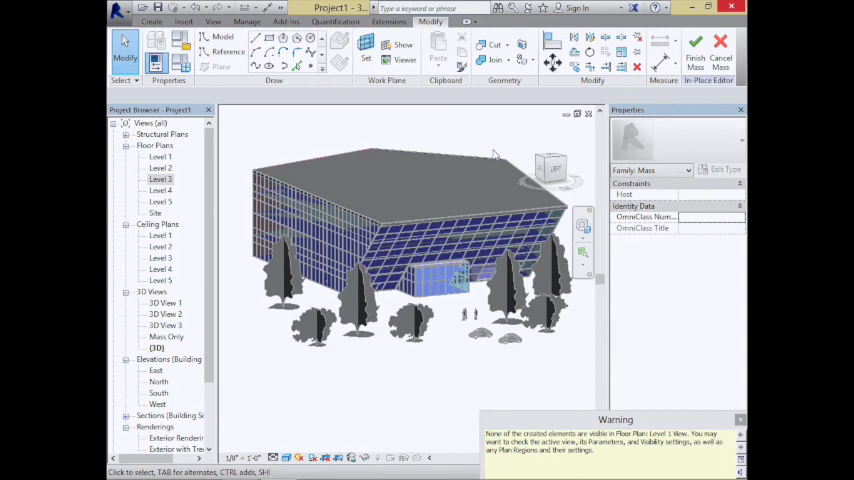 Project1 - 3...
Type a keyword or phrase
Sign In
Create
Insert
View
Manage
Add-Ins
Quantification
Extensions
Modify
Modify
Model
Reference
Plane
Set
Show
Viewer
Paste
Cut
Join
Finish
Mass
Cancel
Mass
Select
Properties
Draw
Work Plane
Clipboard
Geometry
Modify
Measure
In-Place Editor
Project Browser - Project1
Views (all)
Structural Plans
Floor Plans
Level 1
Level 2
Level 3
Level 4
Level 5
Site
Ceiling Plans
Level 1
Level 2
Level 3
Level 4
Level 5
3D Views
3D View 1
3D View 2
3D View 3
Mass Only
{3D}
Elevations (Building
East
North
South
West
Sections (Building Se
Renderings
Exterior Renderin
Exterior with Tre
LEFT
Properties
Family: Mass
Edit Type
Constraints
Host
Identity Data
OmniClass Num...
OmniClass Title
Warning
None of the created elements are visible in Floor Plan: Level 1 View. You may
want to check the active view, its Parameters, and Visibility settings, as well as
any Plan Regions and their settings.
1/8" = 1'-0"
Click to select, TAB for alternates, CTRL adds, SHI